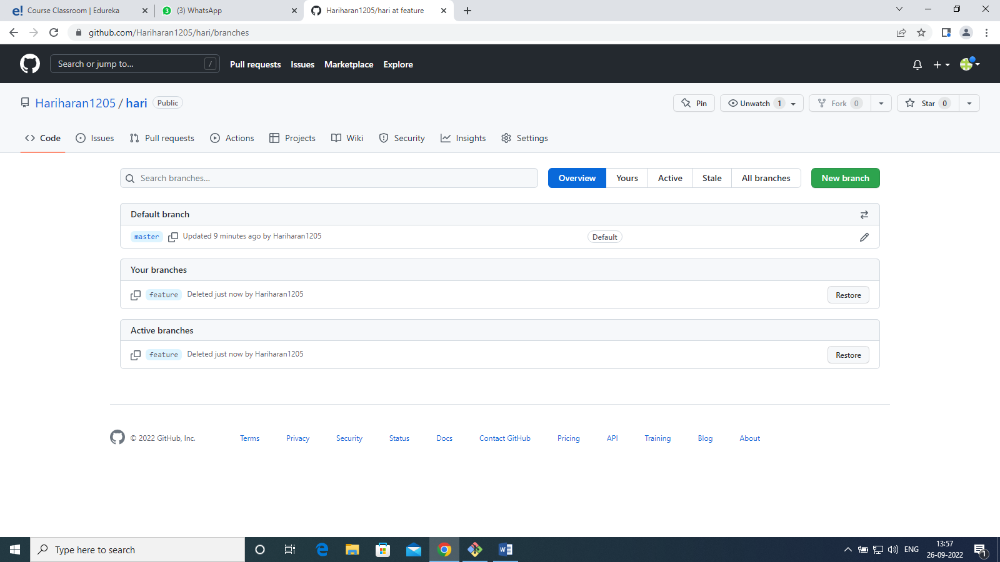 e! Course Classroom | Edureka
3 (3) WhatsApp
Hariharan1205/hari at feature
github.com/Hariharan1205/hari/branches
Search or jump to... /
Pull requests Issues Marketplace Explore
Hariharan1205 / hari Public
Pin Unwatch 1 Fork 0 Star 0
Code Issues Pull requests Actions Projects Wiki Security Insights Settings
Search branches... Overview Yours Active Stale All branches New branch
Default branch
master Updated 9 minutes ago by Hariharan1205 Default
Your branches
feature Deleted just now by Hariharan1205 Restore
Active branches
feature Deleted just now by Hariharan1205 Restore
© 2022 GitHub, Inc. Terms Privacy Security Status Docs Contact GitHub Pricing API Training Blog About
Type here to search
ENG
13:57
26-09-2022
1